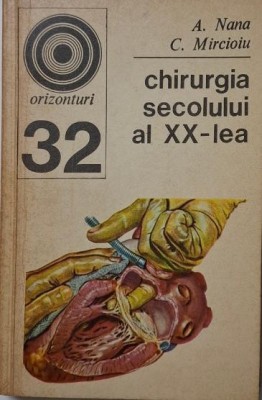 A. Nana
C. Mircioiu
orizonturi
32
chirurgia
secolului
al XX-lea